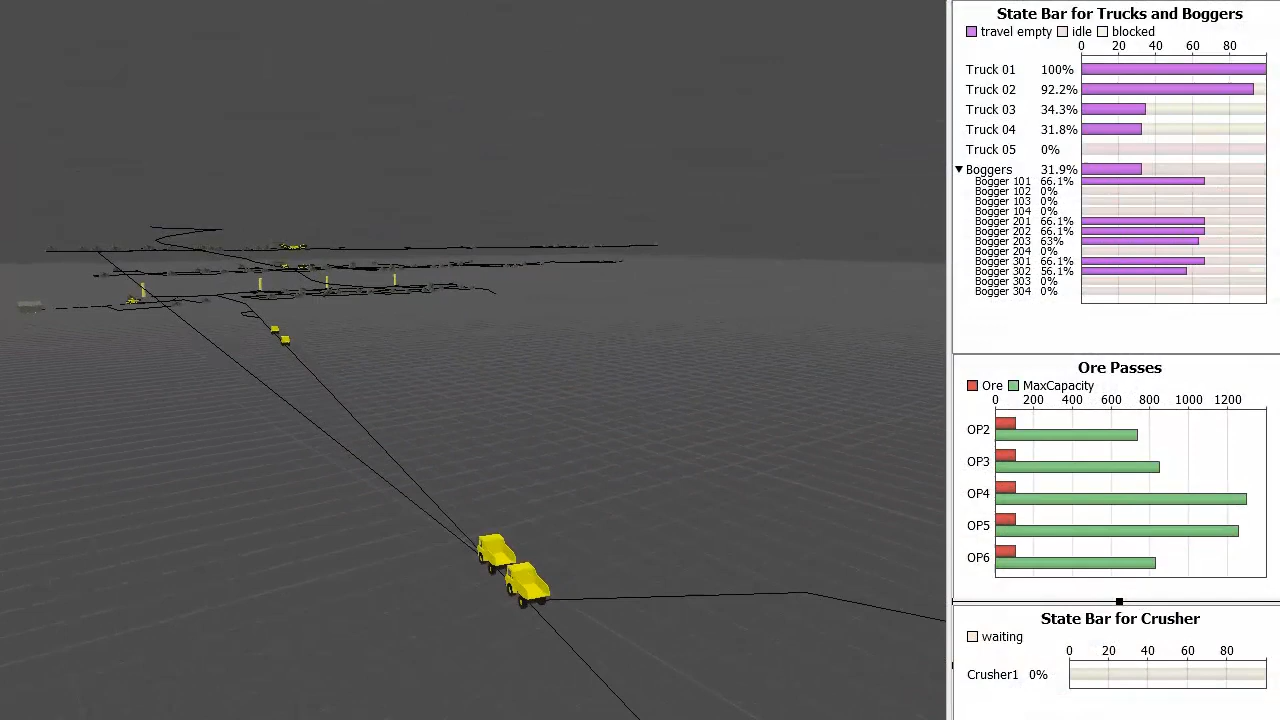 State Bar for Trucks and Boggers
travel empty idle blocked
0 20 40 60 80
Truck 01 100%
Truck 02 92.2%
Truck 03 34.3%
Truck 04 31.8%
Truck 05 0%
Boggers 31.9%
Bogger 101 66.1%
Bogger 102 0%
Bogger 103 0%
Bogger 104 0%
Bogger 201 66.1%
Bogger 202 66.1%
Bogger 203 63%
Bogger 204 0%
Bogger 301 66.1%
Bogger 302 56.1%
Bogger 303 0%
Bogger 304 0%
Ore Passes
Ore MaxCapacity
0 200 400 600 800 1000 1200
OP2
OP3
OP4
OP5
OP6
State Bar for Crusher
waiting
0 20 40 60 80
Crusher1 0%